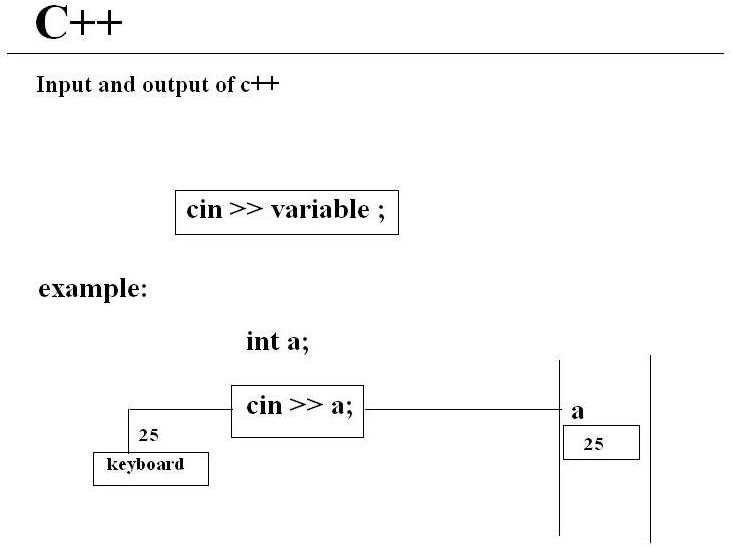 C++
Input and output of c++
cin >> variable ;
example:
int a;
cin >> a;
a
25
25
keyboard